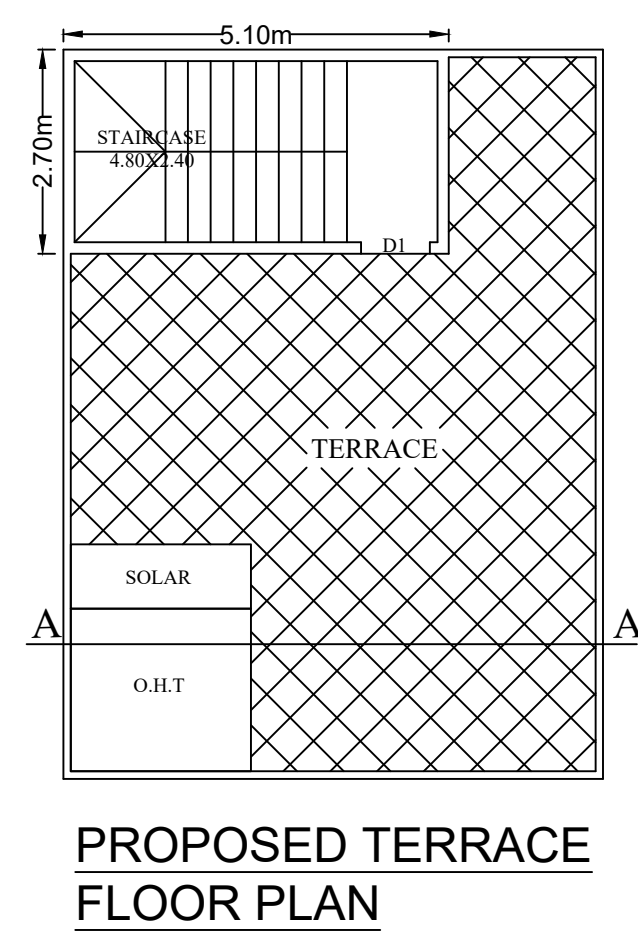 5.10m
2.70m
STAIRCASE
4.80X2.40
D1
TERRACE
SOLAR
A A
O.H.T
PROPOSED TERRACE
FLOOR PLAN